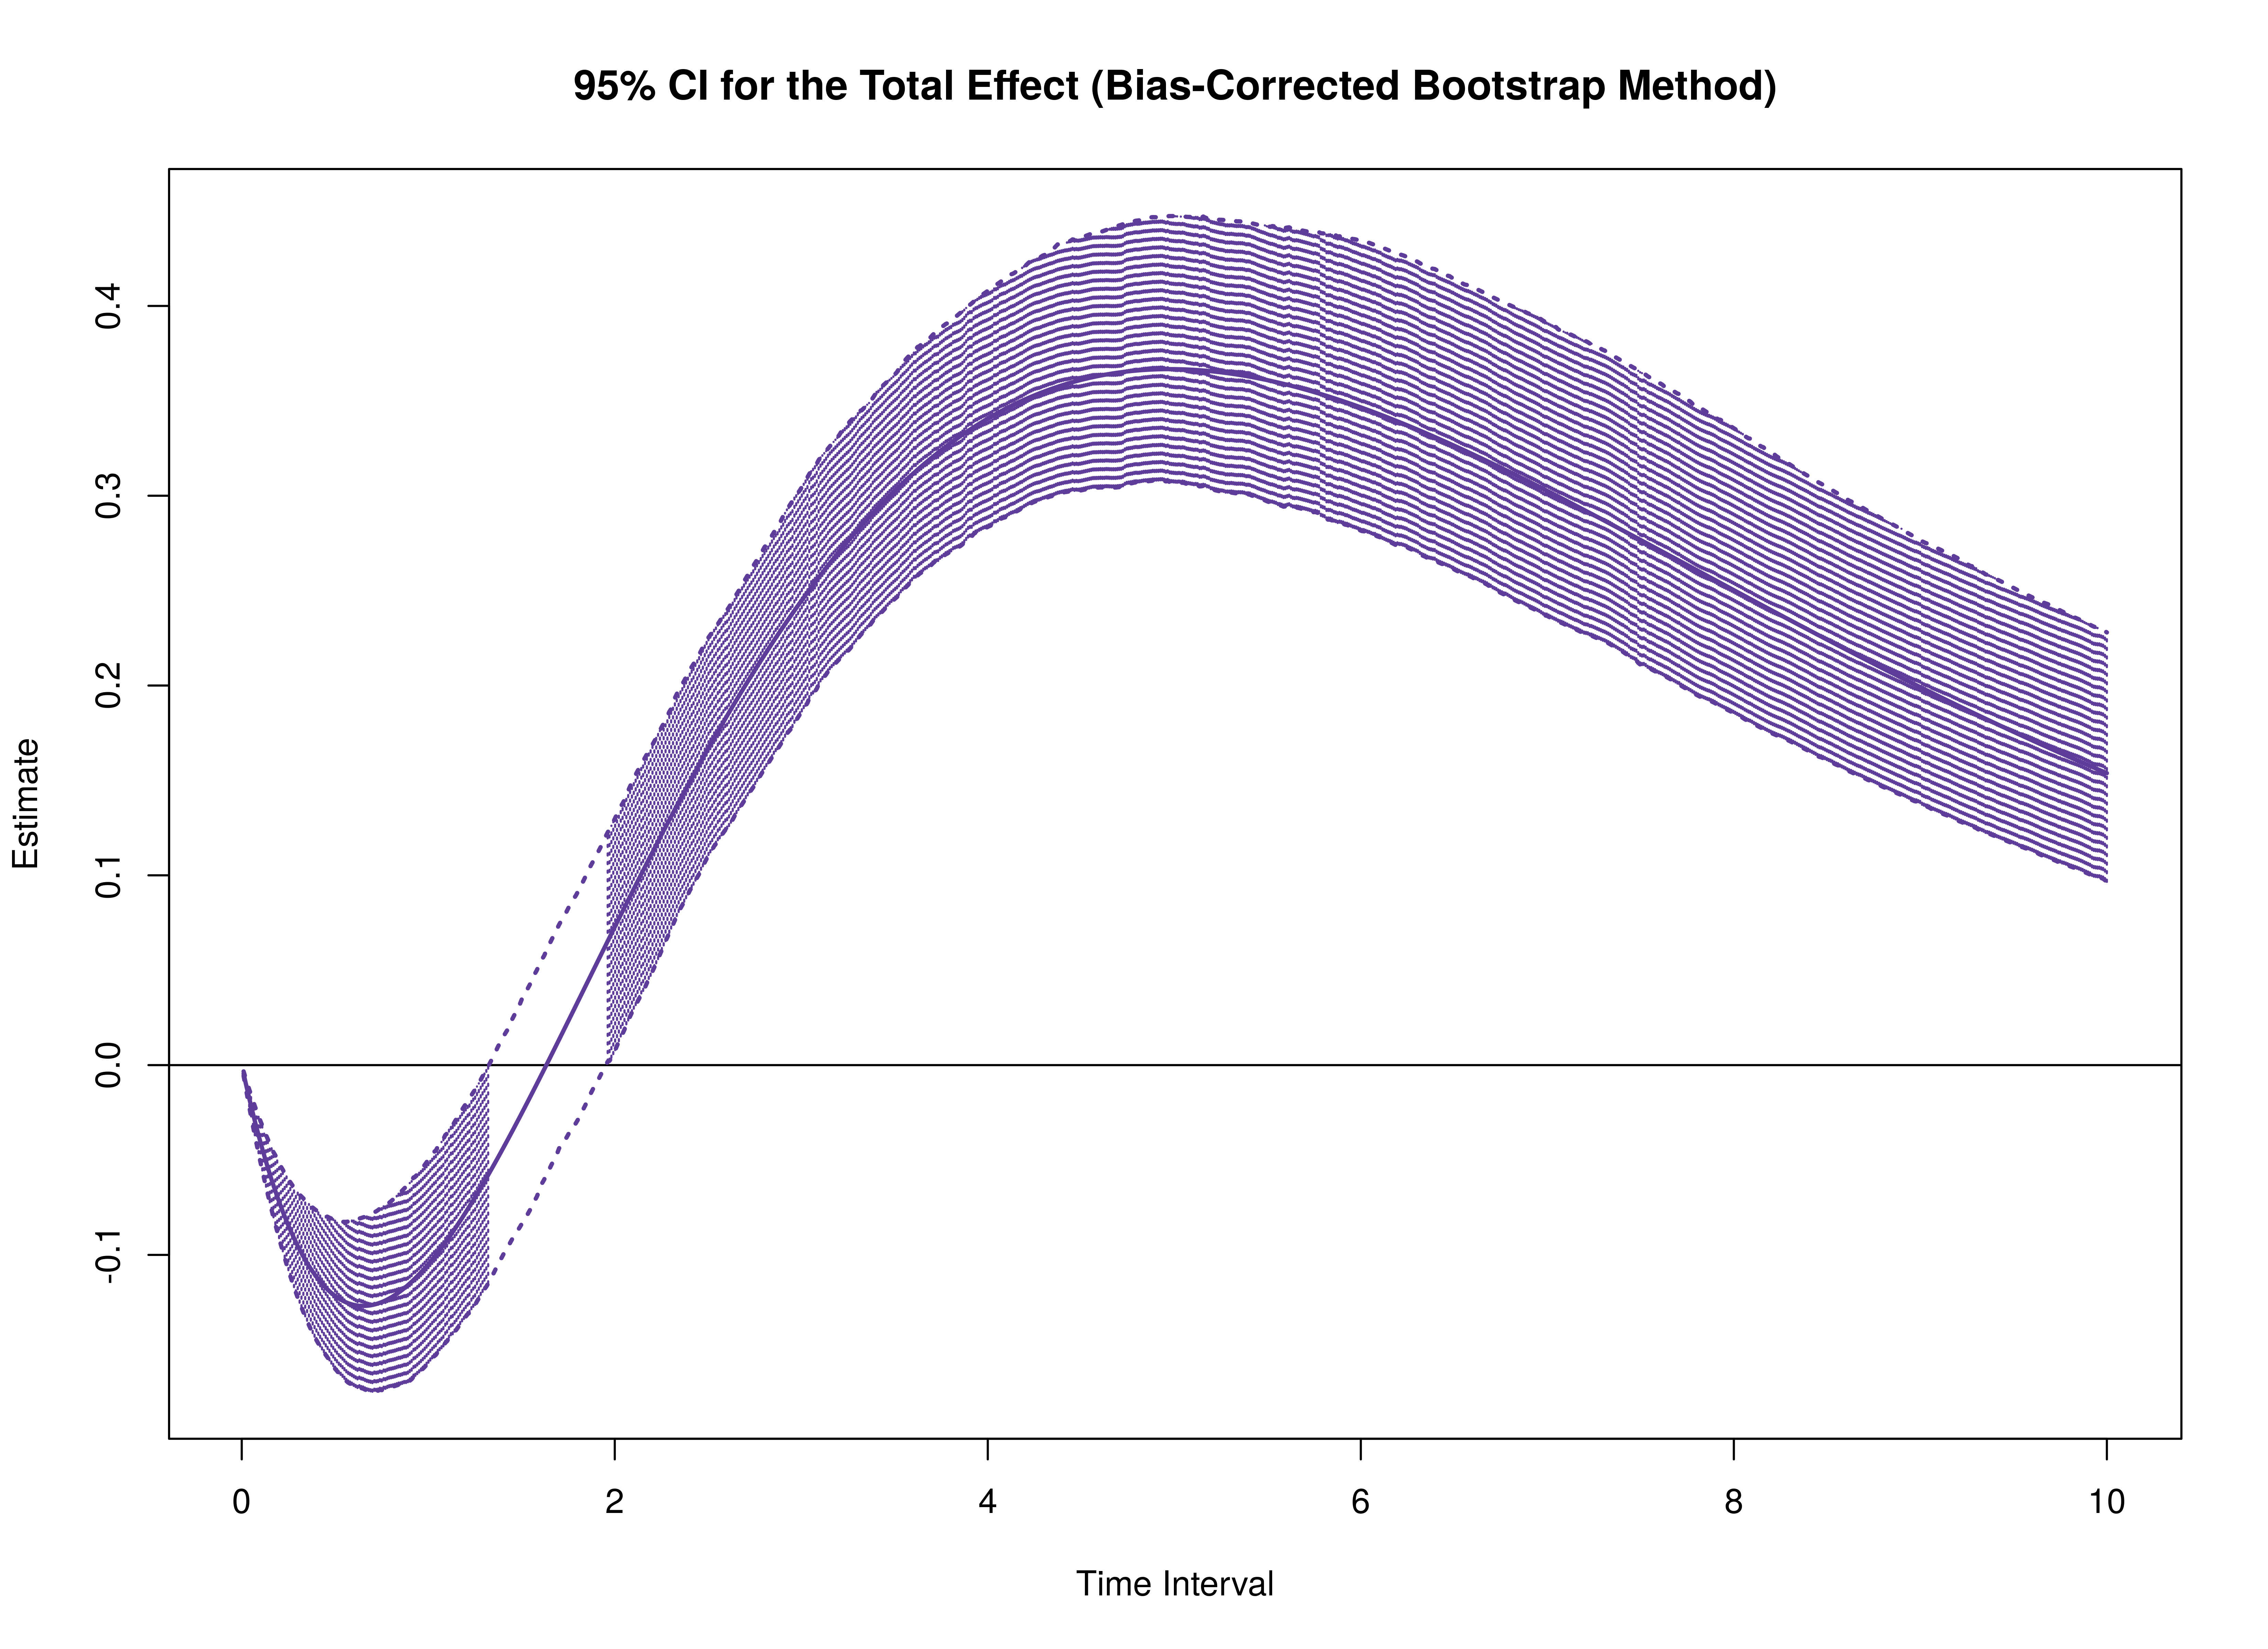 95% CI for the Total Effect (Bias-Corrected Bootstrap Method)
Estimate
0.4
0.3
0.2
0.1
0.0
-0.1
0 2 4 6 8 10
Time Interval